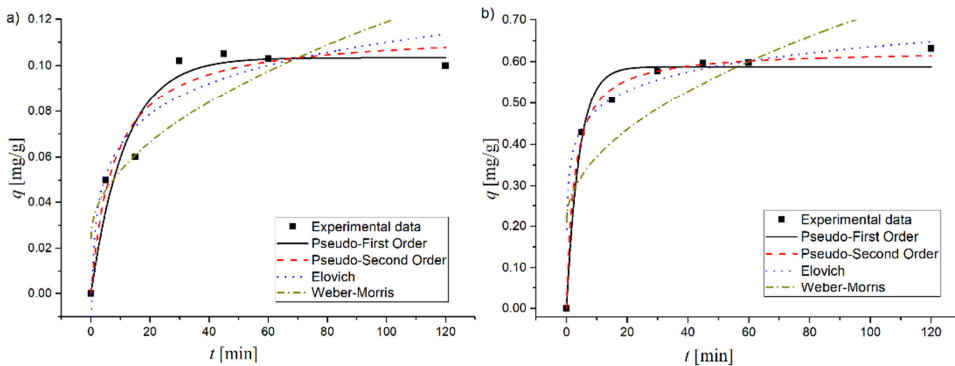 a)
0.12
0.10
0.08
0.06
0.04
0.02
0.00
q [mg/g]
Experimental data
Pseudo-First Order
Pseudo-Second Order
Elovich
Weber-Morris
0 20 40 60 80 100 120
t [min]
b)
0.70
0.60
0.50
0.40
0.30
0.20
0.10
0.00
q [mg/g]
Experimental data
Pseudo-First Order
Pseudo-Second Order
Elovich
Weber-Morris
0 20 40 60 80 100 120
t [min]